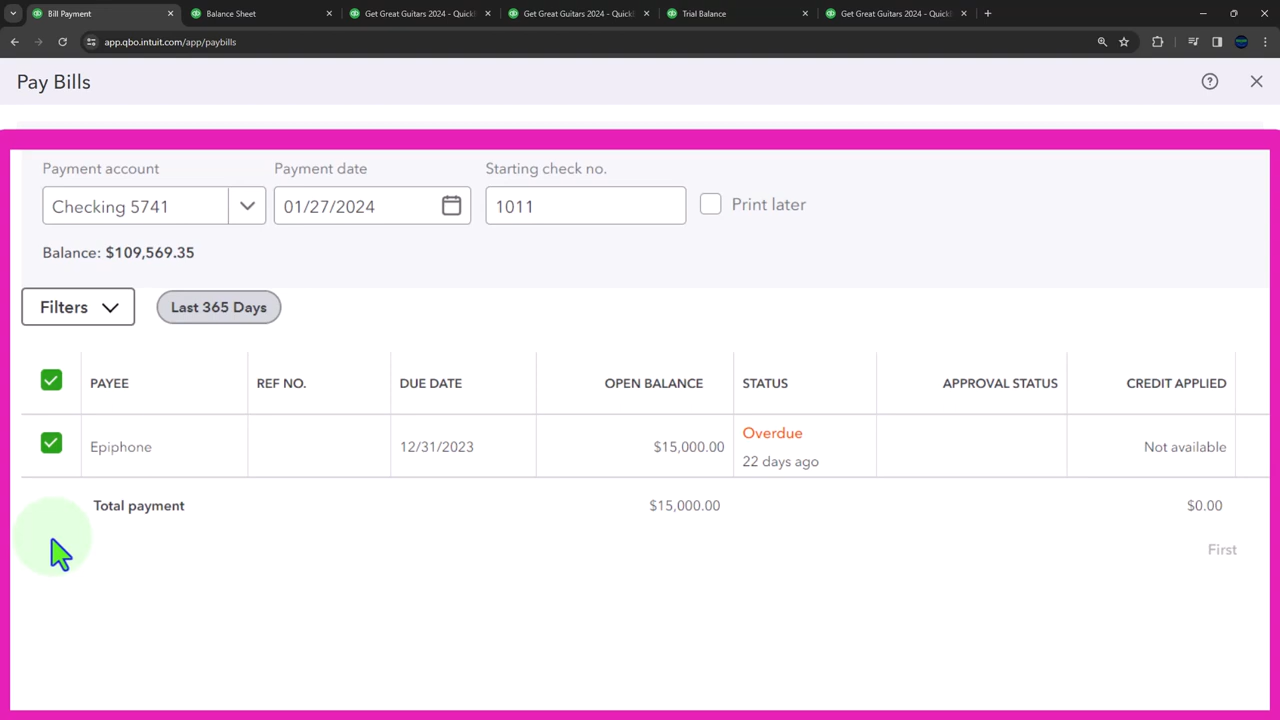 Bill Payment
Balance Sheet
Get Great Guitars 2024 - Quick
Get Great Guitars 2024 - Quick
Trial Balance
Get Great Guitars 2024 - Quick
app.qbo.intuit.com/app/paybills
Pay Bills
Payment account Payment date Starting check no.
Checking 5741 01/27/2024 1011 Print later
Balance: $109,569.35
Filters Last 365 Days
PAYEE REF NO. DUE DATE OPEN BALANCE STATUS APPROVAL STATUS CREDIT APPLIED
Epiphone 12/31/2023 $15,000.00 Overdue Not available
22 days ago
Total payment $15,000.00 $0.00
First